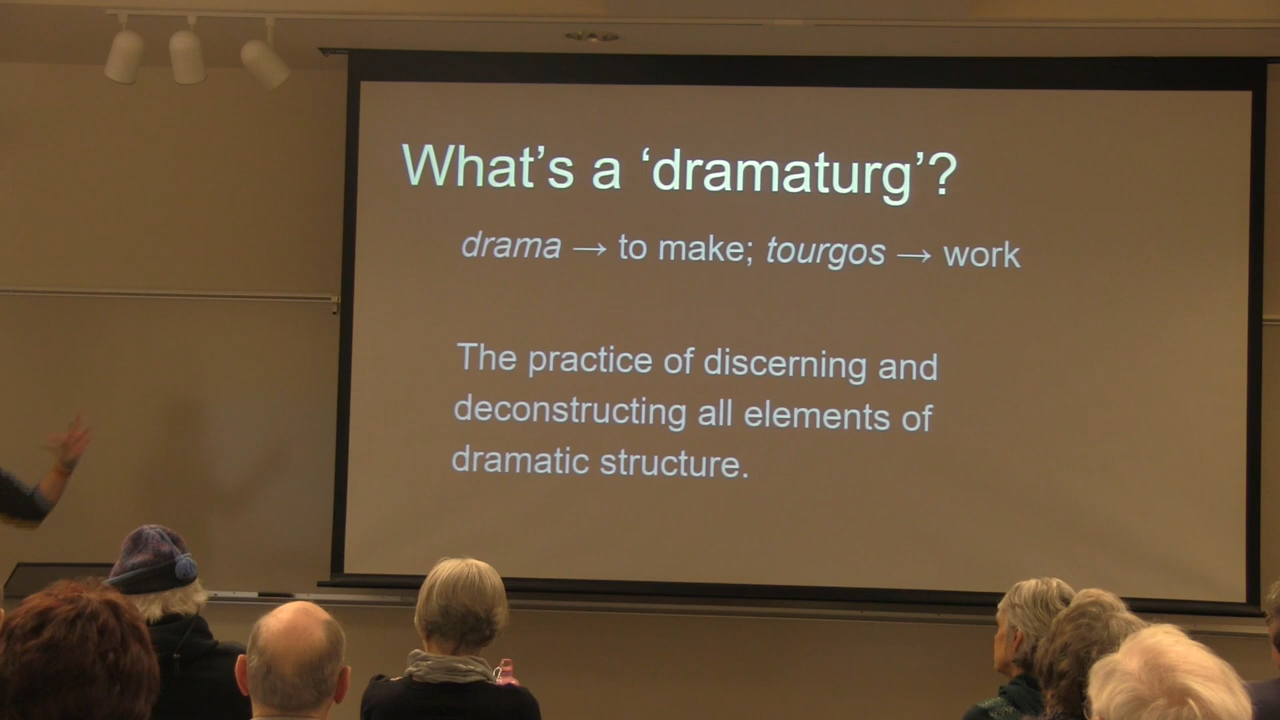 What’s a ‘dramaturg’?
drama → to make; tourgos → work
The practice of discerning and
deconstructing all elements of
dramatic structure.